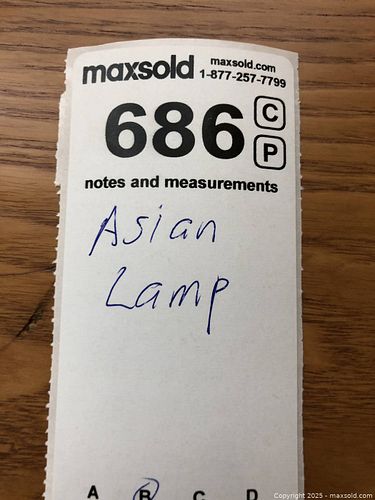 maxsold
maxsold.com
1-877-257-7799
686
C
P
notes and measurements
Asian
Lamp
A B C D
Copyright 2025 - maxsold.com